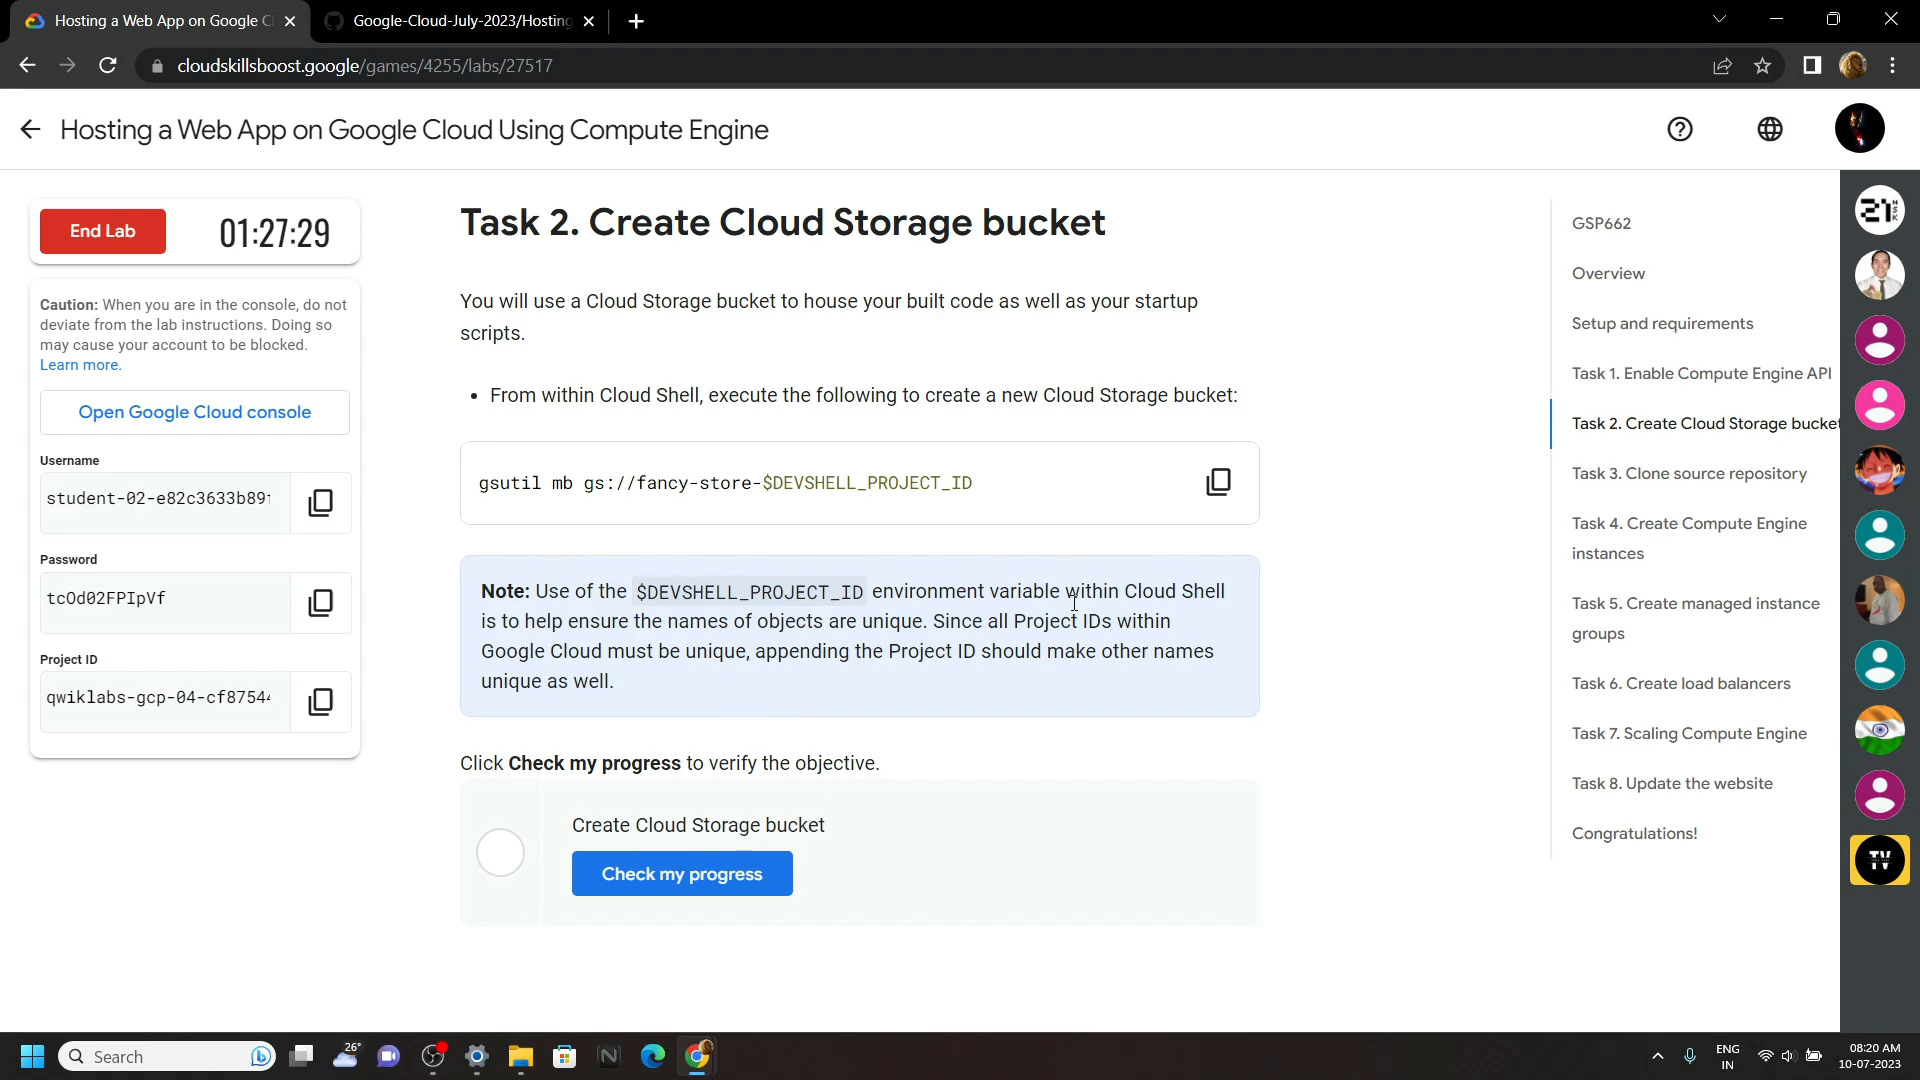 Hosting a Web App on Google C
Google-Cloud-July-2023/Hosting
cloudskillsboost.google/games/4255/labs/27517
Hosting a Web App on Google Cloud Using Compute Engine
End Lab
01:27:29
Caution: When you are in the console, do not
deviate from the lab instructions. Doing so
may cause your account to be blocked.
Learn more.
Open Google Cloud console
Username
student-02-e82c3633b89
Password
tcOd02FPIpVf
Project ID
qwiklabs-gcp-04-cf8754
Task 2. Create Cloud Storage bucket
You will use a Cloud Storage bucket to house your built code as well as your startup
scripts.
• From within Cloud Shell, execute the following to create a new Cloud Storage bucket:
gsutil mb gs://fancy-store-$DEVSHELL_PROJECT_ID
Note: Use of the $DEVSHELL_PROJECT_ID environment variable within Cloud Shell
is to help ensure the names of objects are unique. Since all Project IDs within
Google Cloud must be unique, appending the Project ID should make other names
unique as well.
Click Check my progress to verify the objective.
Create Cloud Storage bucket
Check my progress
GSP662
Overview
Setup and requirements
Task 1. Enable Compute Engine API
Task 2. Create Cloud Storage bucket
Task 3. Clone source repository
Task 4. Create Compute Engine
instances
Task 5. Create managed instance
groups
Task 6. Create load balancers
Task 7. Scaling Compute Engine
Task 8. Update the website
Congratulations!
21
NSK
TV
Search
26°
ENG
IN
08:20 AM
10-07-2023